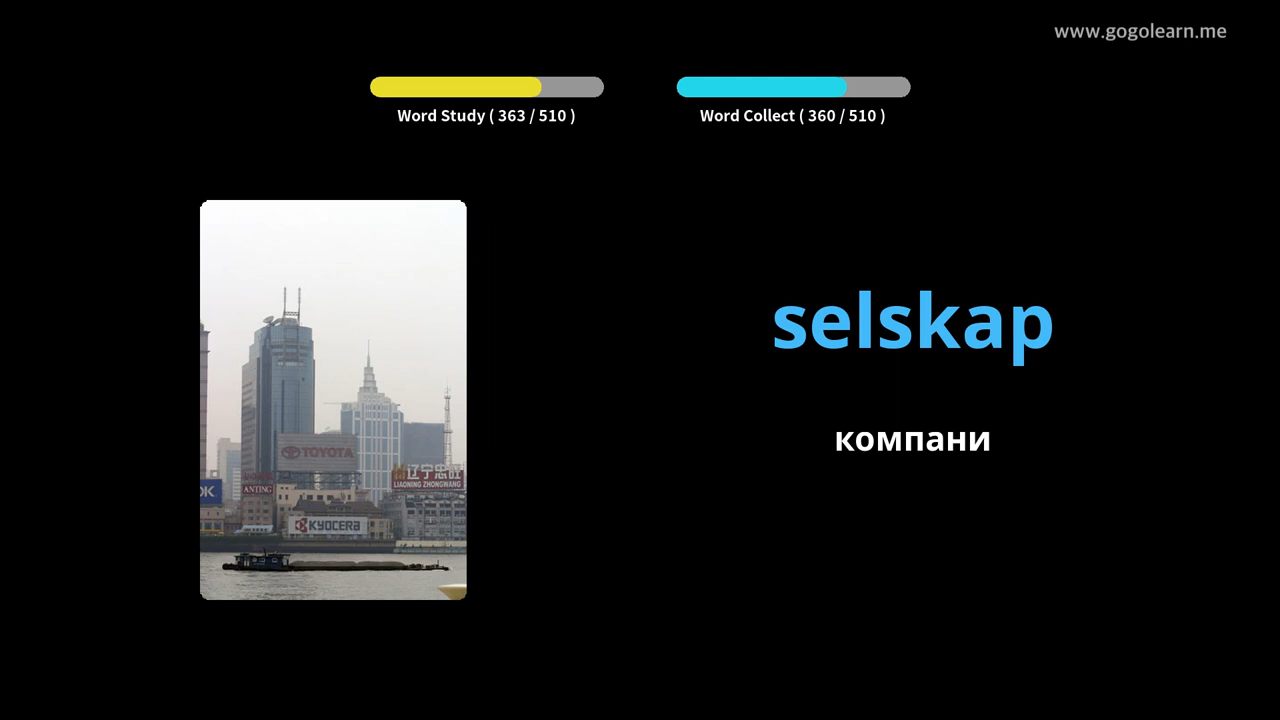 www.gogolearn.me
Word Study ( 363 / 510 )
Word Collect ( 360 / 510 )
selskap
компани
TOYOTA
辽宁忠旺
LIAONING ZHONGWANG
ANTING
OK
KYOCERA